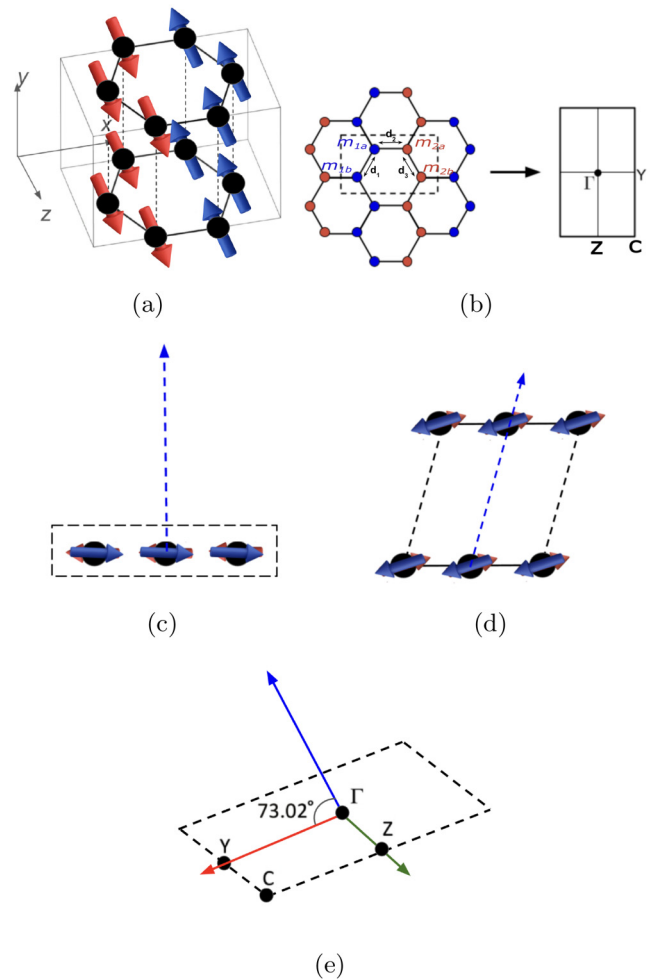 y
x
z
(a)
m1a
d2
m2a
m1b
d1
d3
m2b
Γ
Y
Z
C
(b)
(c)
(d)
73.02°
Γ
Y
Z
C
(e)